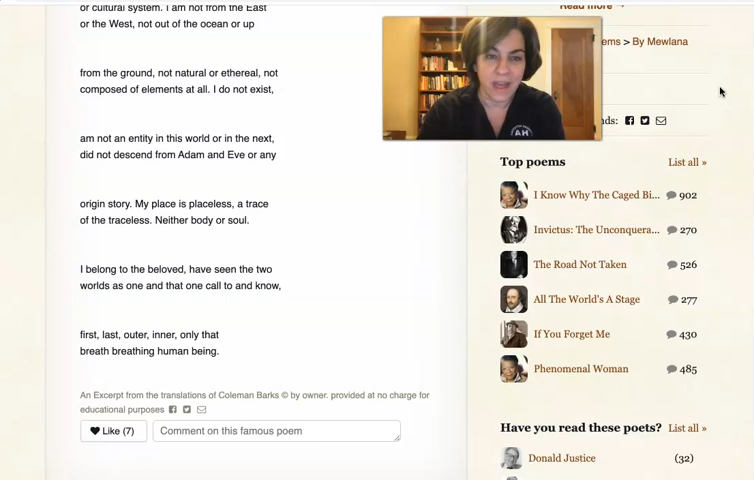 or cultural system. I am not from the East
or the West, not out of the ocean or up
from the ground, not natural or ethereal, not
composed of elements at all. I do not exist,
am not an entity in this world or in the next,
did not descend from Adam and Eve or any
origin story. My place is placeless, a trace
of the traceless. Neither body or soul.
I belong to the beloved, have seen the two
worlds as one and that one call to and know,
first, last, outer, inner, only that
breath breathing human being.
An Excerpt from the translations of Coleman Barks © by owner. provided at no charge for
educational purposes
Like (7)
Comment on this famous poem
Read more
ems > By Mewlana
ds:
AH
Top poems
List all »
I Know Why The Caged Bi... 902
Invictus: The Unconquera... 270
The Road Not Taken 526
All The World's A Stage 277
If You Forget Me 430
Phenomenal Woman 485
Have you read these poets?
List all »
Donald Justice (32)